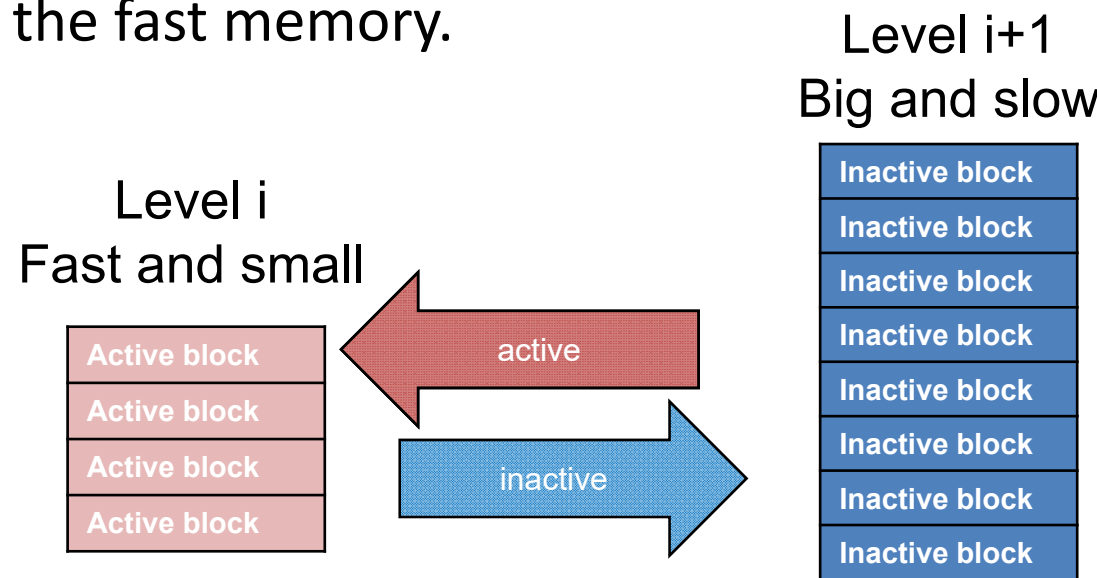 the fast memory.
Level i+1
Big and slow
Level i
Fast and small
Active block
Active block
Active block
Active block
active
inactive
Inactive block
Inactive block
Inactive block
Inactive block
Inactive block
Inactive block
Inactive block
Inactive block